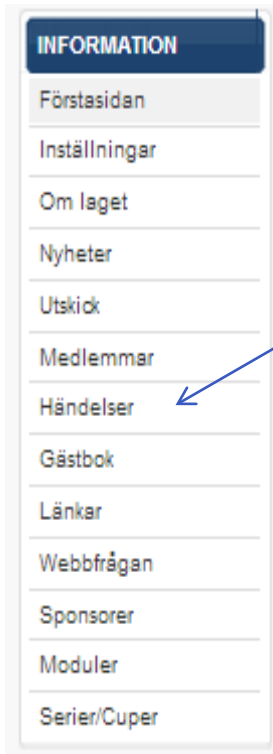 INFORMATION
Förstasidan
Inställningar
Om laget
Nyheter
Utskick
Medlemmar
Händelser
Gästbok
Länkar
Webbfrågan
Sponsorer
Moduler
Serier/Cuper